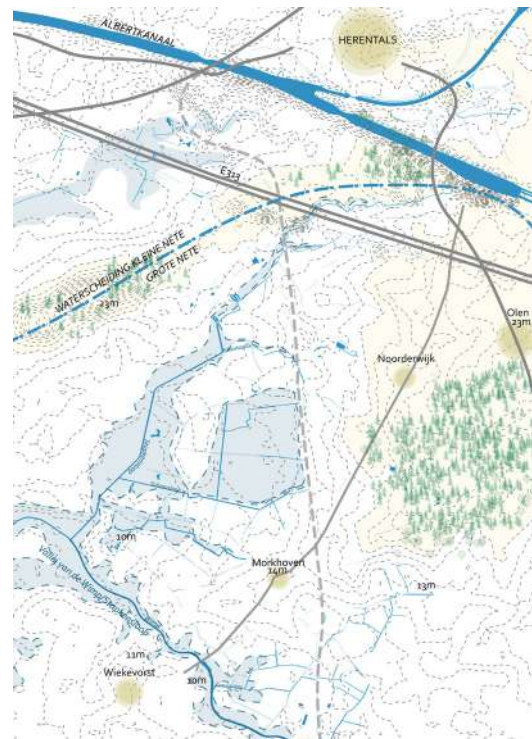 ALBERTKANAAL
HERENTALS
E313
WATERSCHEIDING KLEINE NETE
GROTE NETE
23m
Olen
23m
Noorderwijk
10m
Morkhoven
14m
13m
11m
Wiekevorst
10m